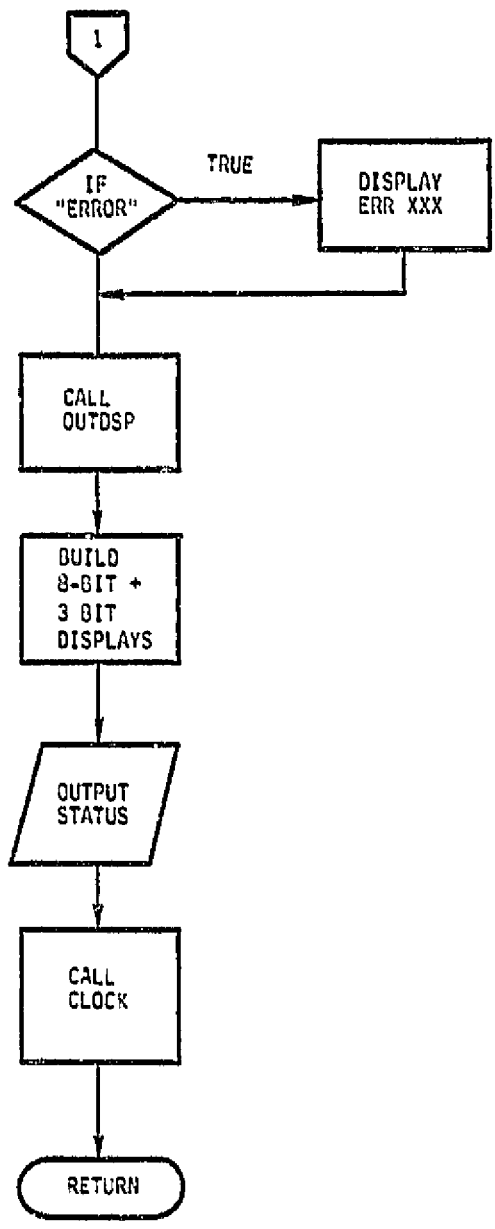 1
IF
"ERROR"
TRUE
DISPLAY
ERR XXX
CALL
OUTDSP
BUILD
8-BIT +
3 BIT
DISPLAYS
OUTPUT
STATUS
CALL
CLOCK
RETURN